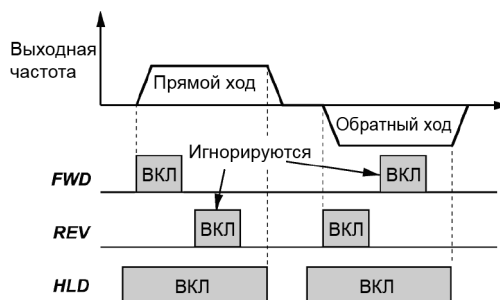 Выходная
частота
Прямой ход
Обратный ход
Игнорируются
FWD
ВКЛ
ВКЛ
REV
ВКЛ
ВКЛ
HLD
ВКЛ
ВКЛ